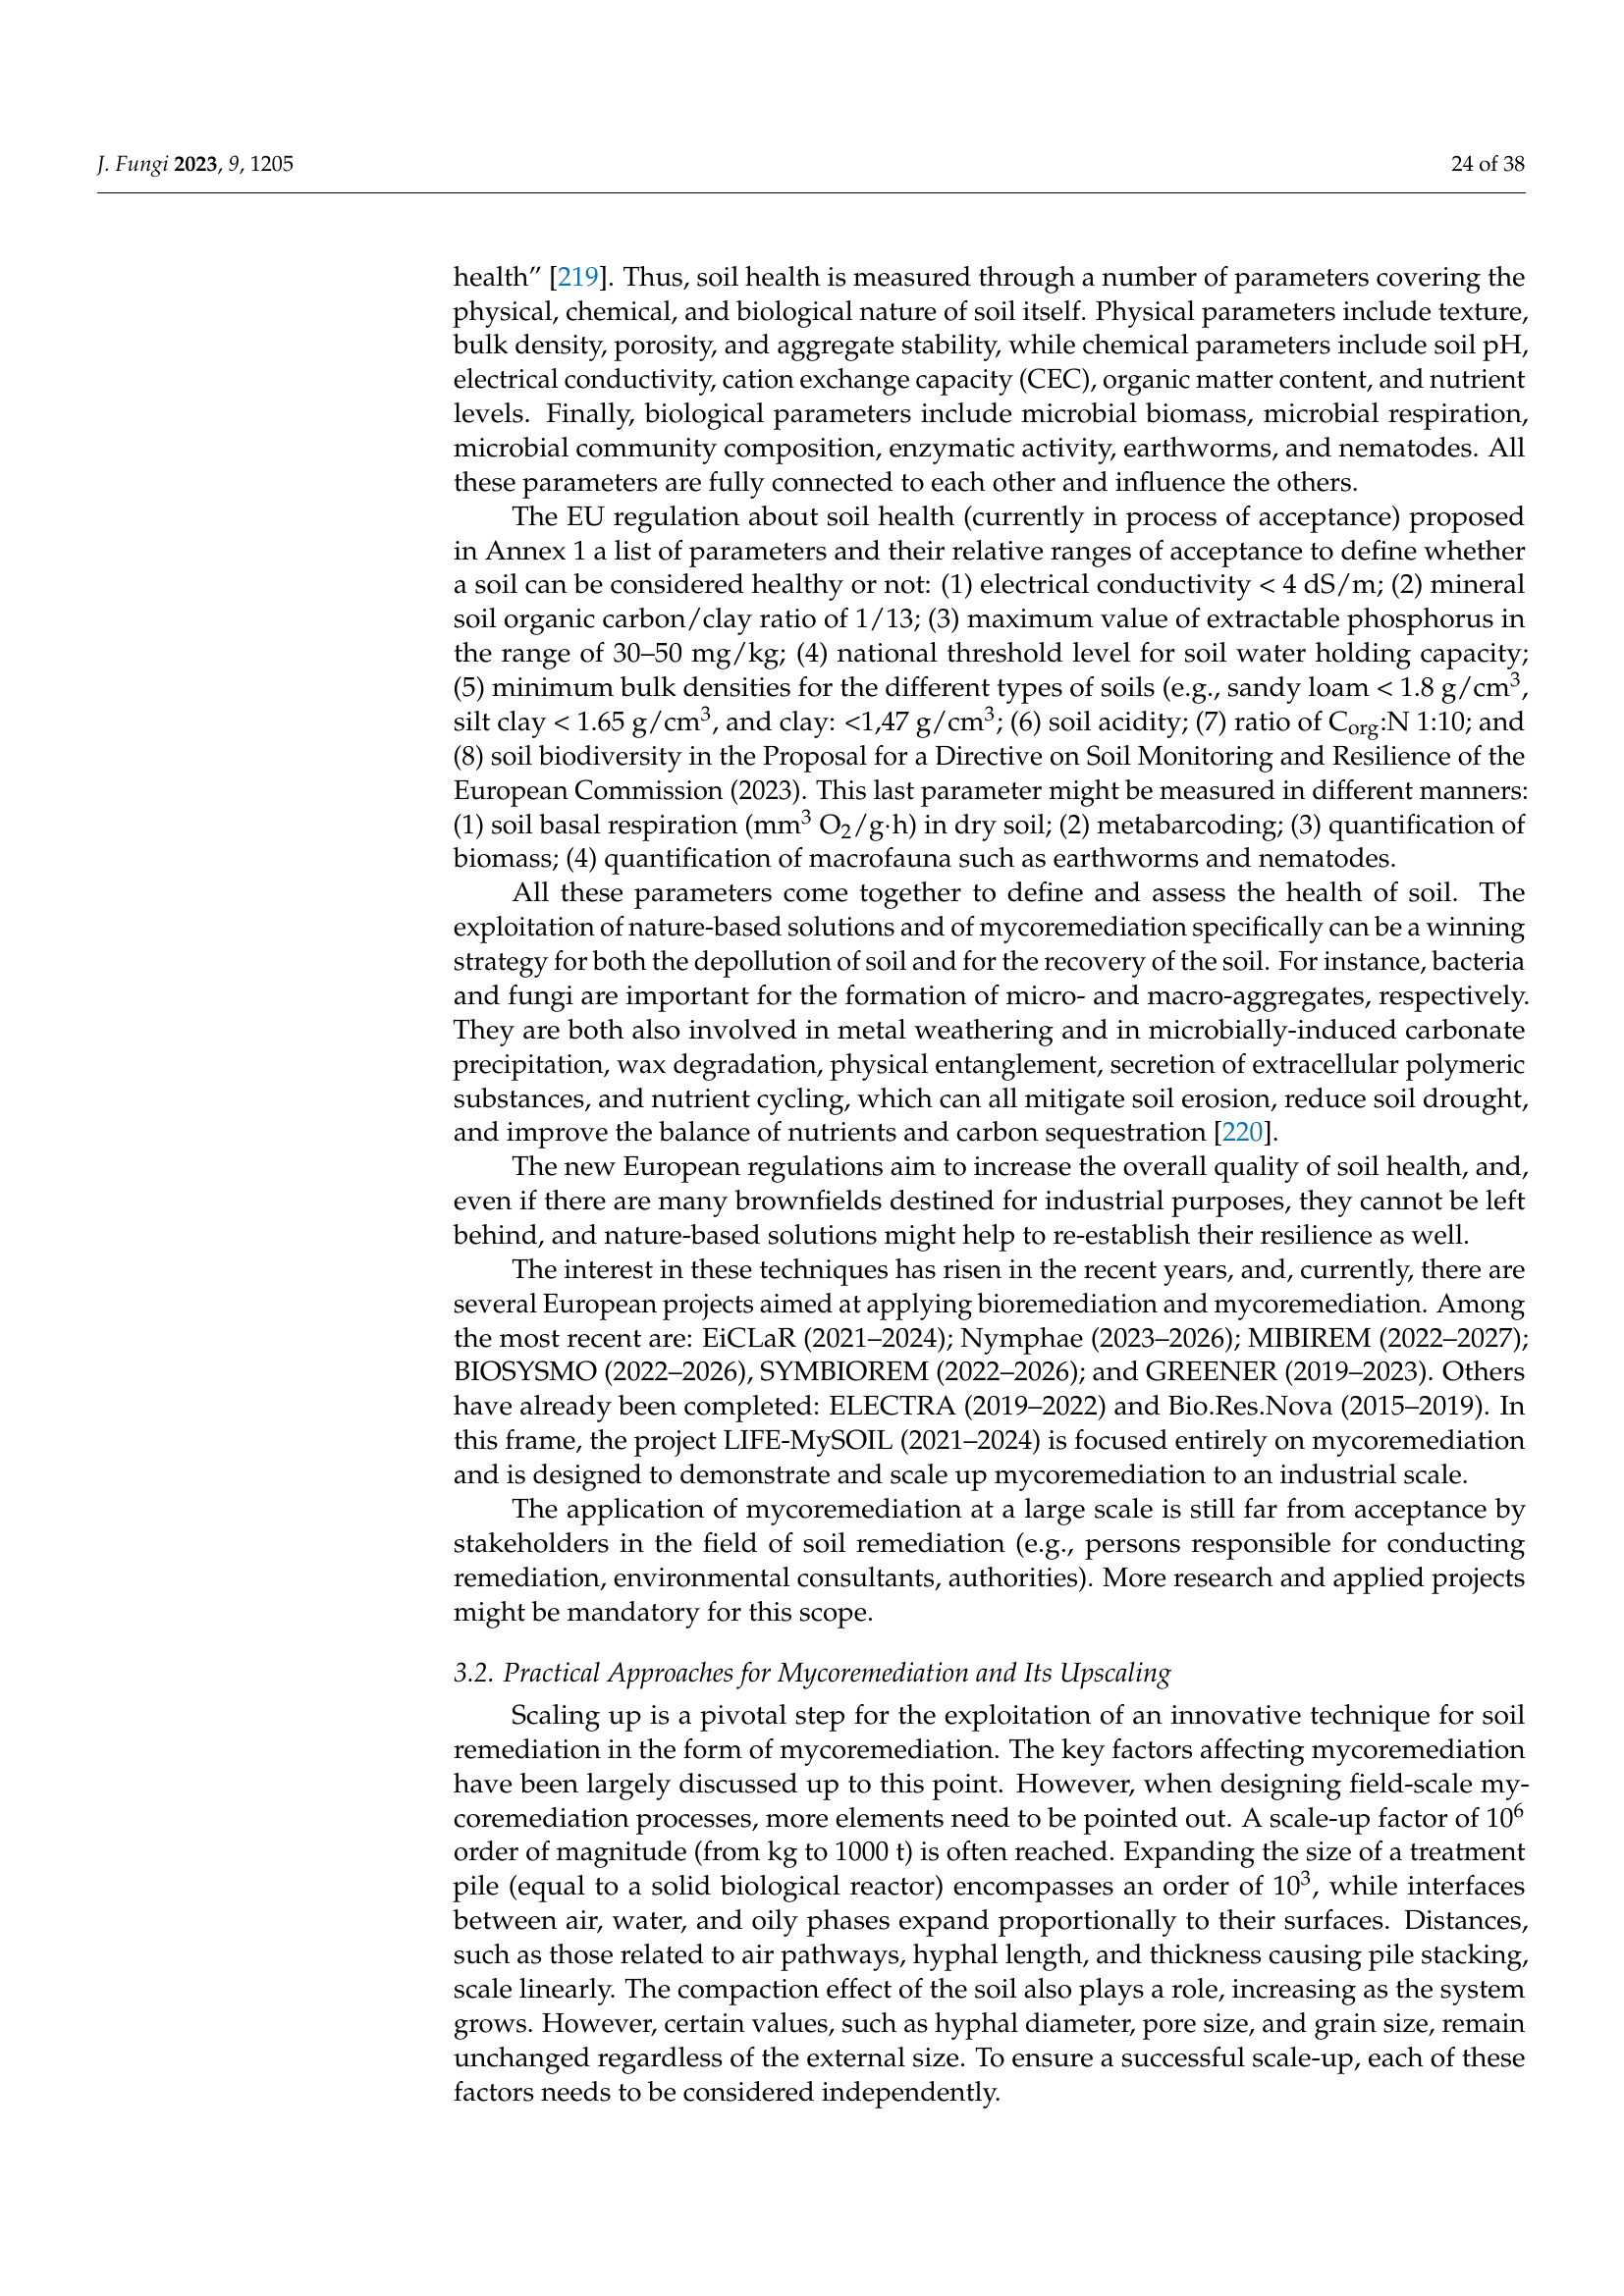 J. Fungi 2023, 9, 1205
24 of 38
health” [219]. Thus, soil health is measured through a number of parameters covering the
physical, chemical, and biological nature of soil itself. Physical parameters include texture,
bulk density, porosity, and aggregate stability, while chemical parameters include soil pH,
electrical conductivity, cation exchange capacity (CEC), organic matter content, and nutrient
levels. Finally, biological parameters include microbial biomass, microbial respiration,
microbial community composition, enzymatic activity, earthworms, and nematodes. All
these parameters are fully connected to each other and influence the others.
The EU regulation about soil health (currently in process of acceptance) proposed
in Annex 1 a list of parameters and their relative ranges of acceptance to define whether
a soil can be considered healthy or not: (1) electrical conductivity < 4 dS/m; (2) mineral
soil organic carbon/clay ratio of 1/13; (3) maximum value of extractable phosphorus in
the range of 30–50 mg/kg; (4) national threshold level for soil water holding capacity;
(5) minimum bulk densities for the different types of soils (e.g., sandy loam < 1.8 g/cm³,
silt clay < 1.65 g/cm³, and clay: <1,47 g/cm³; (6) soil acidity; (7) ratio of Corg:N 1:10; and
(8) soil biodiversity in the Proposal for a Directive on Soil Monitoring and Resilience of the
European Commission (2023). This last parameter might be measured in different manners:
(1) soil basal respiration (mm³ O₂/g·h) in dry soil; (2) metabarcoding; (3) quantification of
biomass; (4) quantification of macrofauna such as earthworms and nematodes.
All these parameters come together to define and assess the health of soil. The
exploitation of nature-based solutions and of mycoremediation specifically can be a winning
strategy for both the depollution of soil and for the recovery of the soil. For instance, bacteria
and fungi are important for the formation of micro- and macro-aggregates, respectively.
They are both also involved in metal weathering and in microbially-induced carbonate
precipitation, wax degradation, physical entanglement, secretion of extracellular polymeric
substances, and nutrient cycling, which can all mitigate soil erosion, reduce soil drought,
and improve the balance of nutrients and carbon sequestration [220].
The new European regulations aim to increase the overall quality of soil health, and,
even if there are many brownfields destined for industrial purposes, they cannot be left
behind, and nature-based solutions might help to re-establish their resilience as well.
The interest in these techniques has risen in the recent years, and, currently, there are
several European projects aimed at applying bioremediation and mycoremediation. Among
the most recent are: EiCLaR (2021–2024); Nymphae (2023–2026); MIBIREM (2022–2027);
BIOSYSMO (2022–2026), SYMBIOREM (2022–2026); and GREENER (2019–2023). Others
have already been completed: ELECTRA (2019–2022) and Bio.Res.Nova (2015–2019). In
this frame, the project LIFE-MySOIL (2021–2024) is focused entirely on mycoremediation
and is designed to demonstrate and scale up mycoremediation to an industrial scale.
The application of mycoremediation at a large scale is still far from acceptance by
stakeholders in the field of soil remediation (e.g., persons responsible for conducting
remediation, environmental consultants, authorities). More research and applied projects
might be mandatory for this scope.
3.2. Practical Approaches for Mycoremediation and Its Upscaling
Scaling up is a pivotal step for the exploitation of an innovative technique for soil
remediation in the form of mycoremediation. The key factors affecting mycoremediation
have been largely discussed up to this point. However, when designing field-scale my-
coremediation processes, more elements need to be pointed out. A scale-up factor of 10⁶
order of magnitude (from kg to 1000 t) is often reached. Expanding the size of a treatment
pile (equal to a solid biological reactor) encompasses an order of 10³, while interfaces
between air, water, and oily phases expand proportionally to their surfaces. Distances,
such as those related to air pathways, hyphal length, and thickness causing pile stacking,
scale linearly. The compaction effect of the soil also plays a role, increasing as the system
grows. However, certain values, such as hyphal diameter, pore size, and grain size, remain
unchanged regardless of the external size. To ensure a successful scale-up, each of these
factors needs to be considered independently.